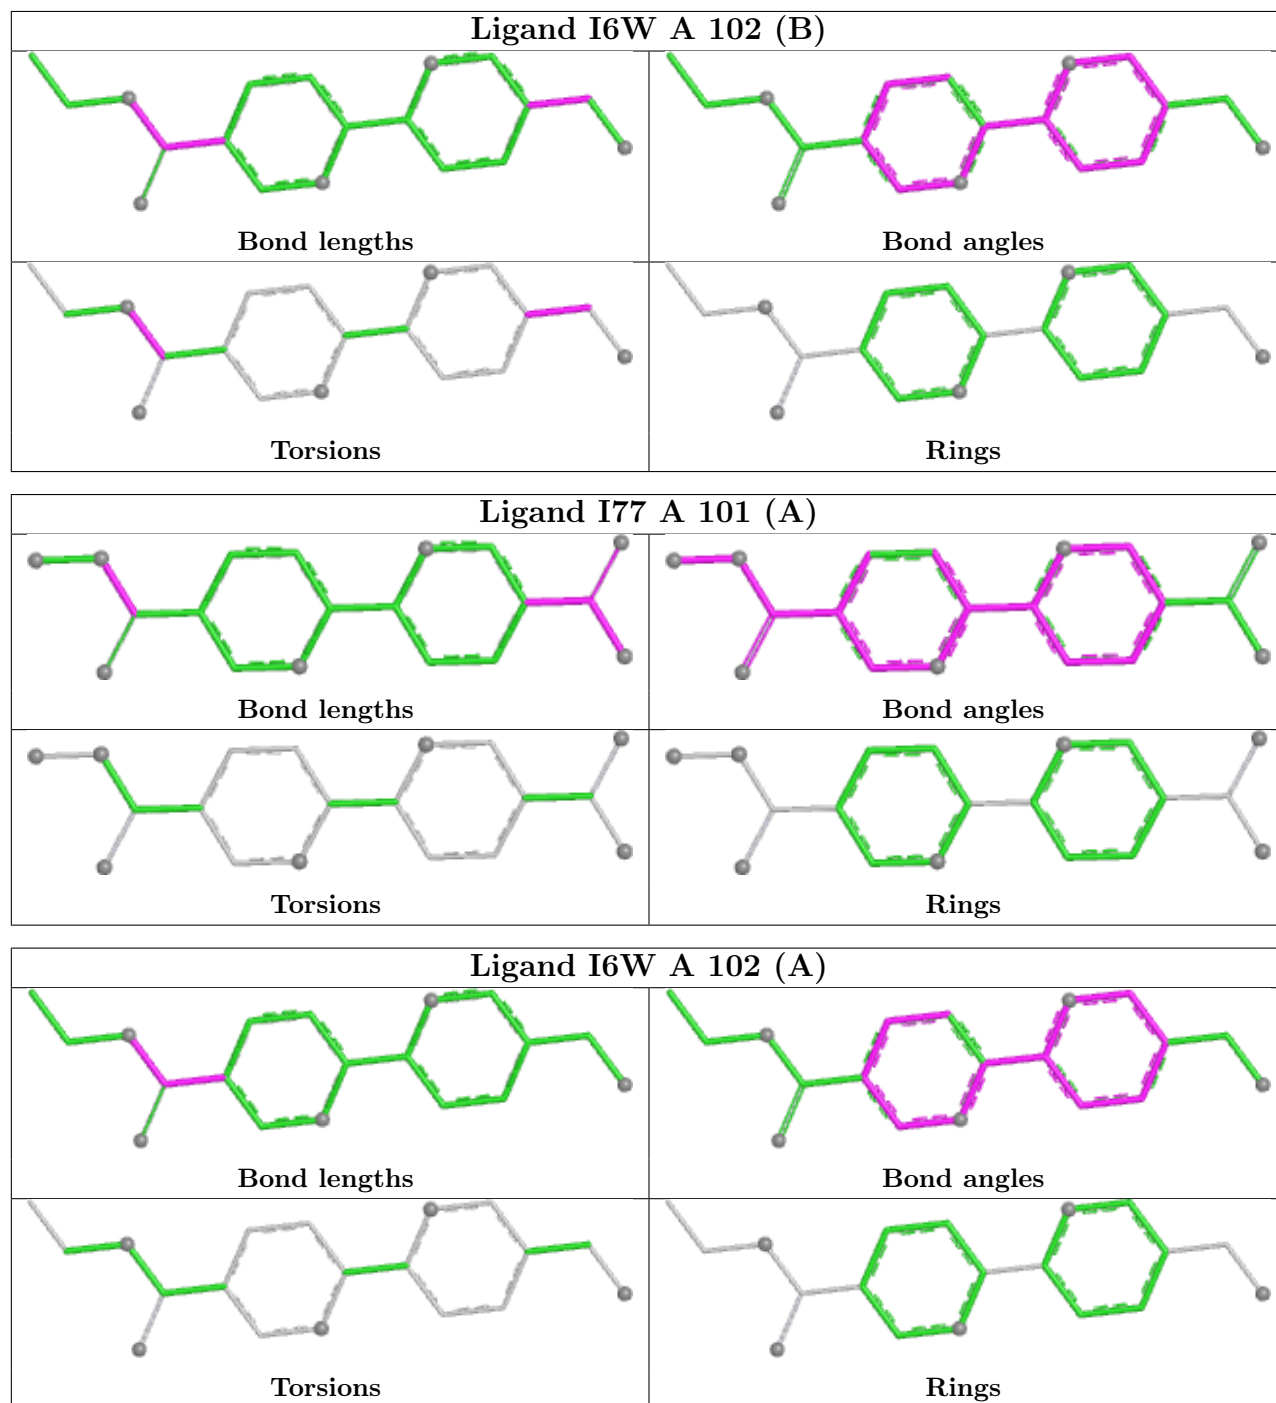 Ligand I6W A 102 (B)
Bond lengths
Bond angles
Torsions
Rings
Ligand I77 A 101 (A)
Bond lengths
Bond angles
Torsions
Rings
Ligand I6W A 102 (A)
Bond lengths
Bond angles
Torsions
Rings